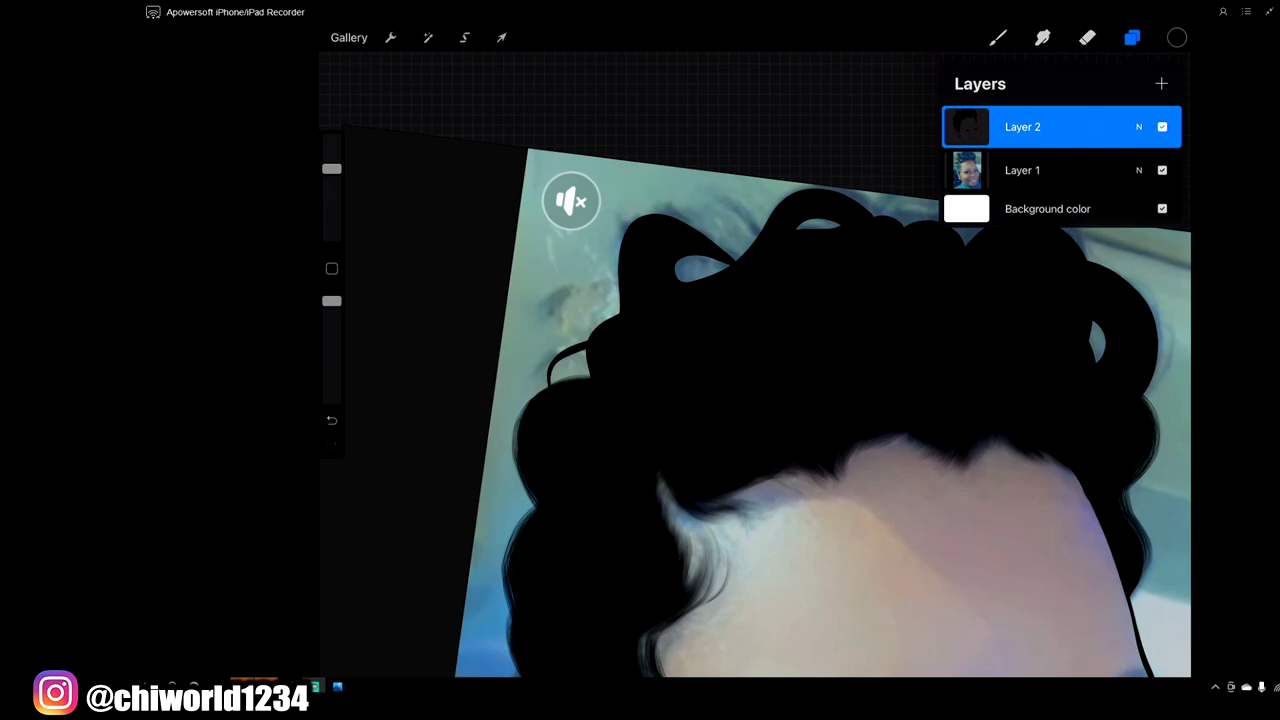 Apowersoft iPhone/iPad Recorder
Gallery
Layers
Layer 2 N
Layer 1 N
Background color
@chiworld1234